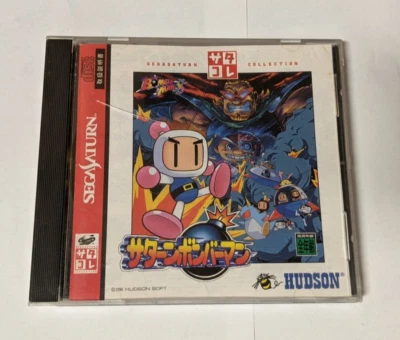 SEGASATURN
サタ
コレ
COLLECTION
SEGASATURN
サタ
コレ
サターンボンバーマン
HUDSON®
HUDSON SOFT